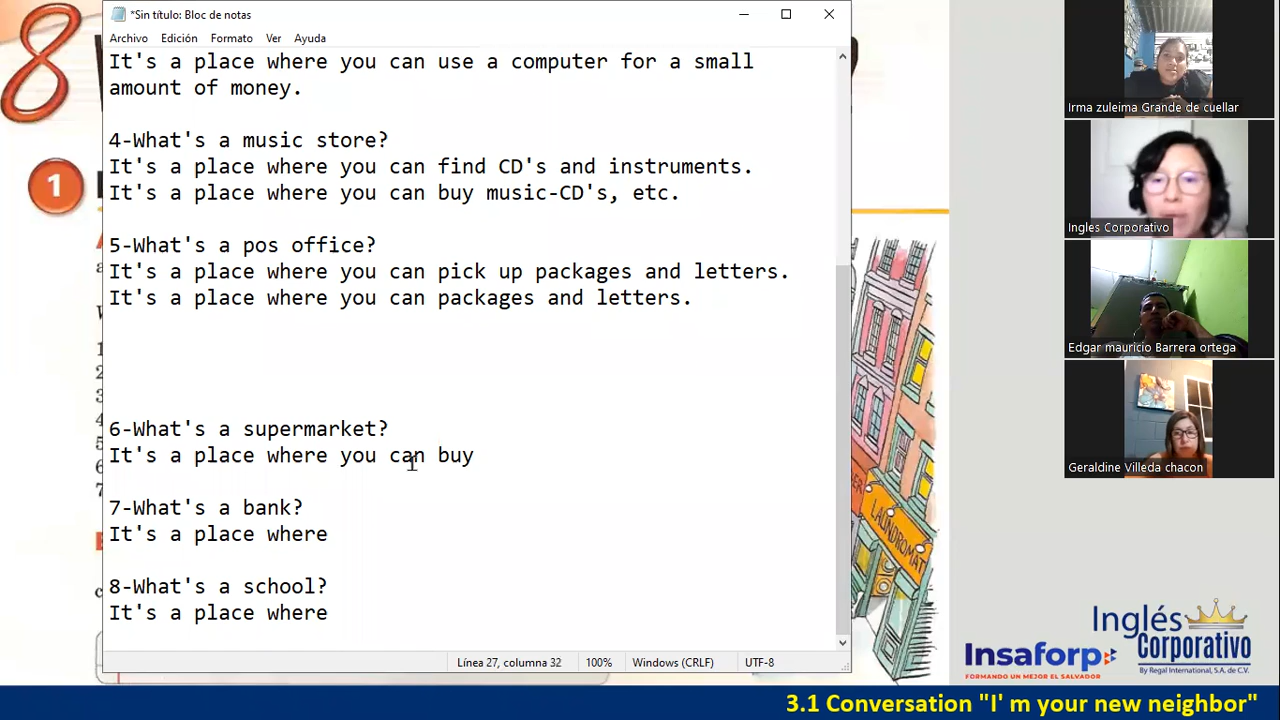 *Sin título: Bloc de notas
Archivo Edición Formato Ver Ayuda
It's a place where you can use a computer for a small
amount of money.
4-What's a music store?
It's a place where you can find CD's and instruments.
It's a place where you can buy music-CD's, etc.
5-What's a pos office?
It's a place where you can pick up packages and letters.
It's a place where you can packages and letters.
6-What's a supermarket?
It's a place where you can buy
7-What's a bank?
It's a place where
8-What's a school?
It's a place where
Línea 27, columna 32 100% Windows (CRLF) UTF-8
8
1
LAUNDROMAT
Irma zuleima Grande de cuellar
Ingles Corporativo
Edgar mauricio Barrera ortega
Geraldine Villeda chacon
Insaforp
FORMANDO UN MEJOR EL SALVADOR
Inglés
Corporativo
By Regal International, S.A. de C.V.
3.1 Conversation "I' m your new neighbor"